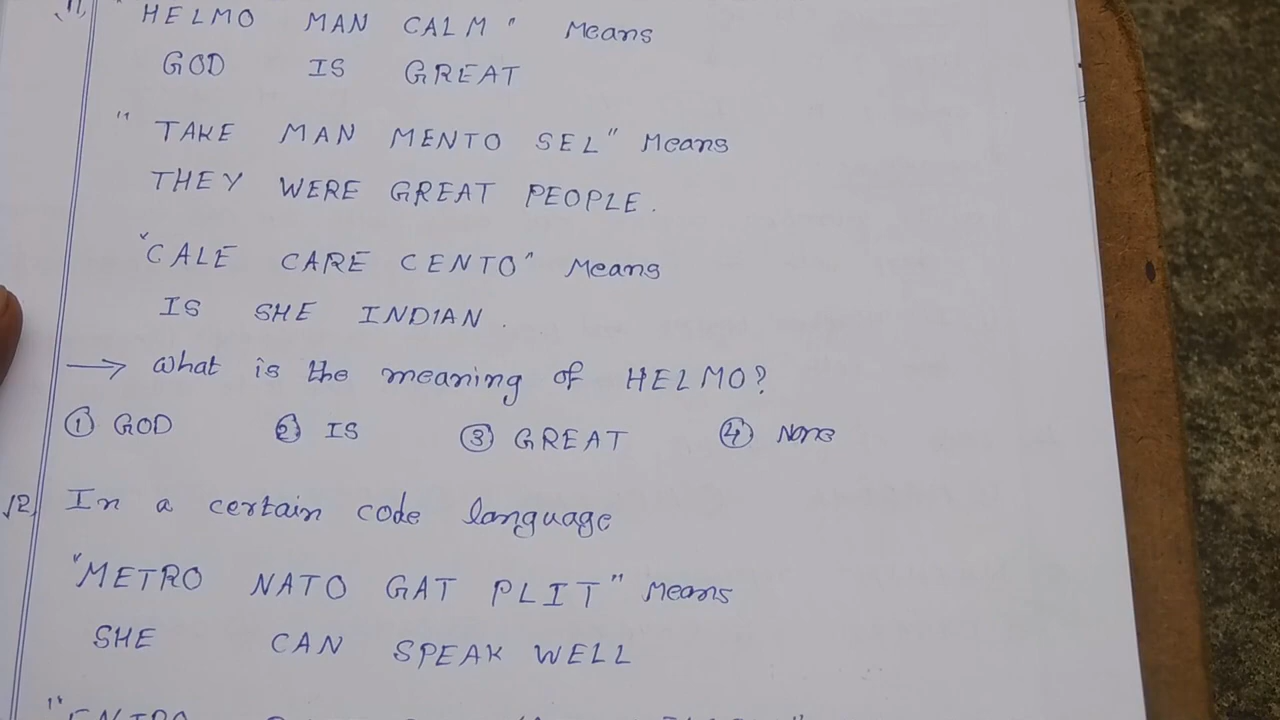 11) "HELMO MAN CALM" Means
GOD IS GREAT
"TAKE MAN MENTO SEL" Means
THEY WERE GREAT PEOPLE.
"CALE CARE CENTO" Means
IS SHE INDIAN.
→ What is the meaning of HELMO?
① GOD ② IS ③ GREAT ④ None
12) In a certain code language
"METRO NATO GAT PLIT" Means
SHE CAN SPEAK WELL